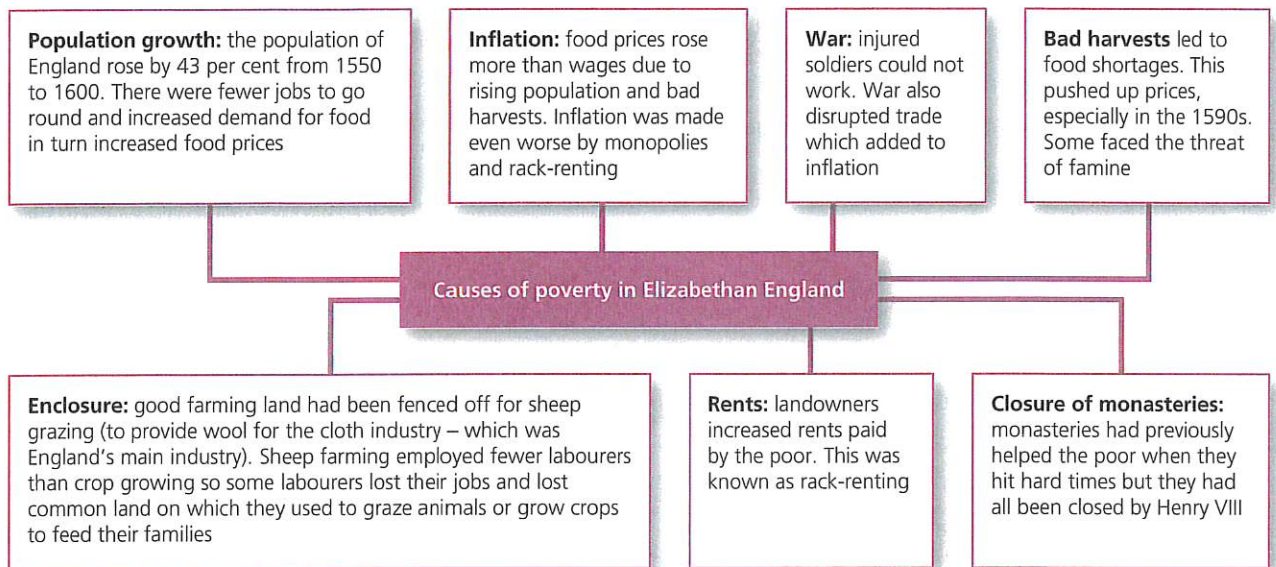 Population growth: the population of
England rose by 43 per cent from 1550
to 1600. There were fewer jobs to go
round and increased demand for food
in turn increased food prices
Inflation: food prices rose
more than wages due to
rising population and bad
harvests. Inflation was made
even worse by monopolies
and rack-renting
War: injured
soldiers could not
work. War also
disrupted trade
which added to
inflation
Bad harvests led to
food shortages. This
pushed up prices,
especially in the 1590s.
Some faced the threat
of famine
Causes of poverty in Elizabethan England
Enclosure: good farming land had been fenced off for sheep
grazing (to provide wool for the cloth industry – which was
England's main industry). Sheep farming employed fewer labourers
than crop growing so some labourers lost their jobs and lost
common land on which they used to graze animals or grow crops
to feed their families
Rents: landowners
increased rents paid
by the poor. This was
known as rack-renting
Closure of monasteries:
monasteries had previously
helped the poor when they
hit hard times but they had
all been closed by Henry VIII